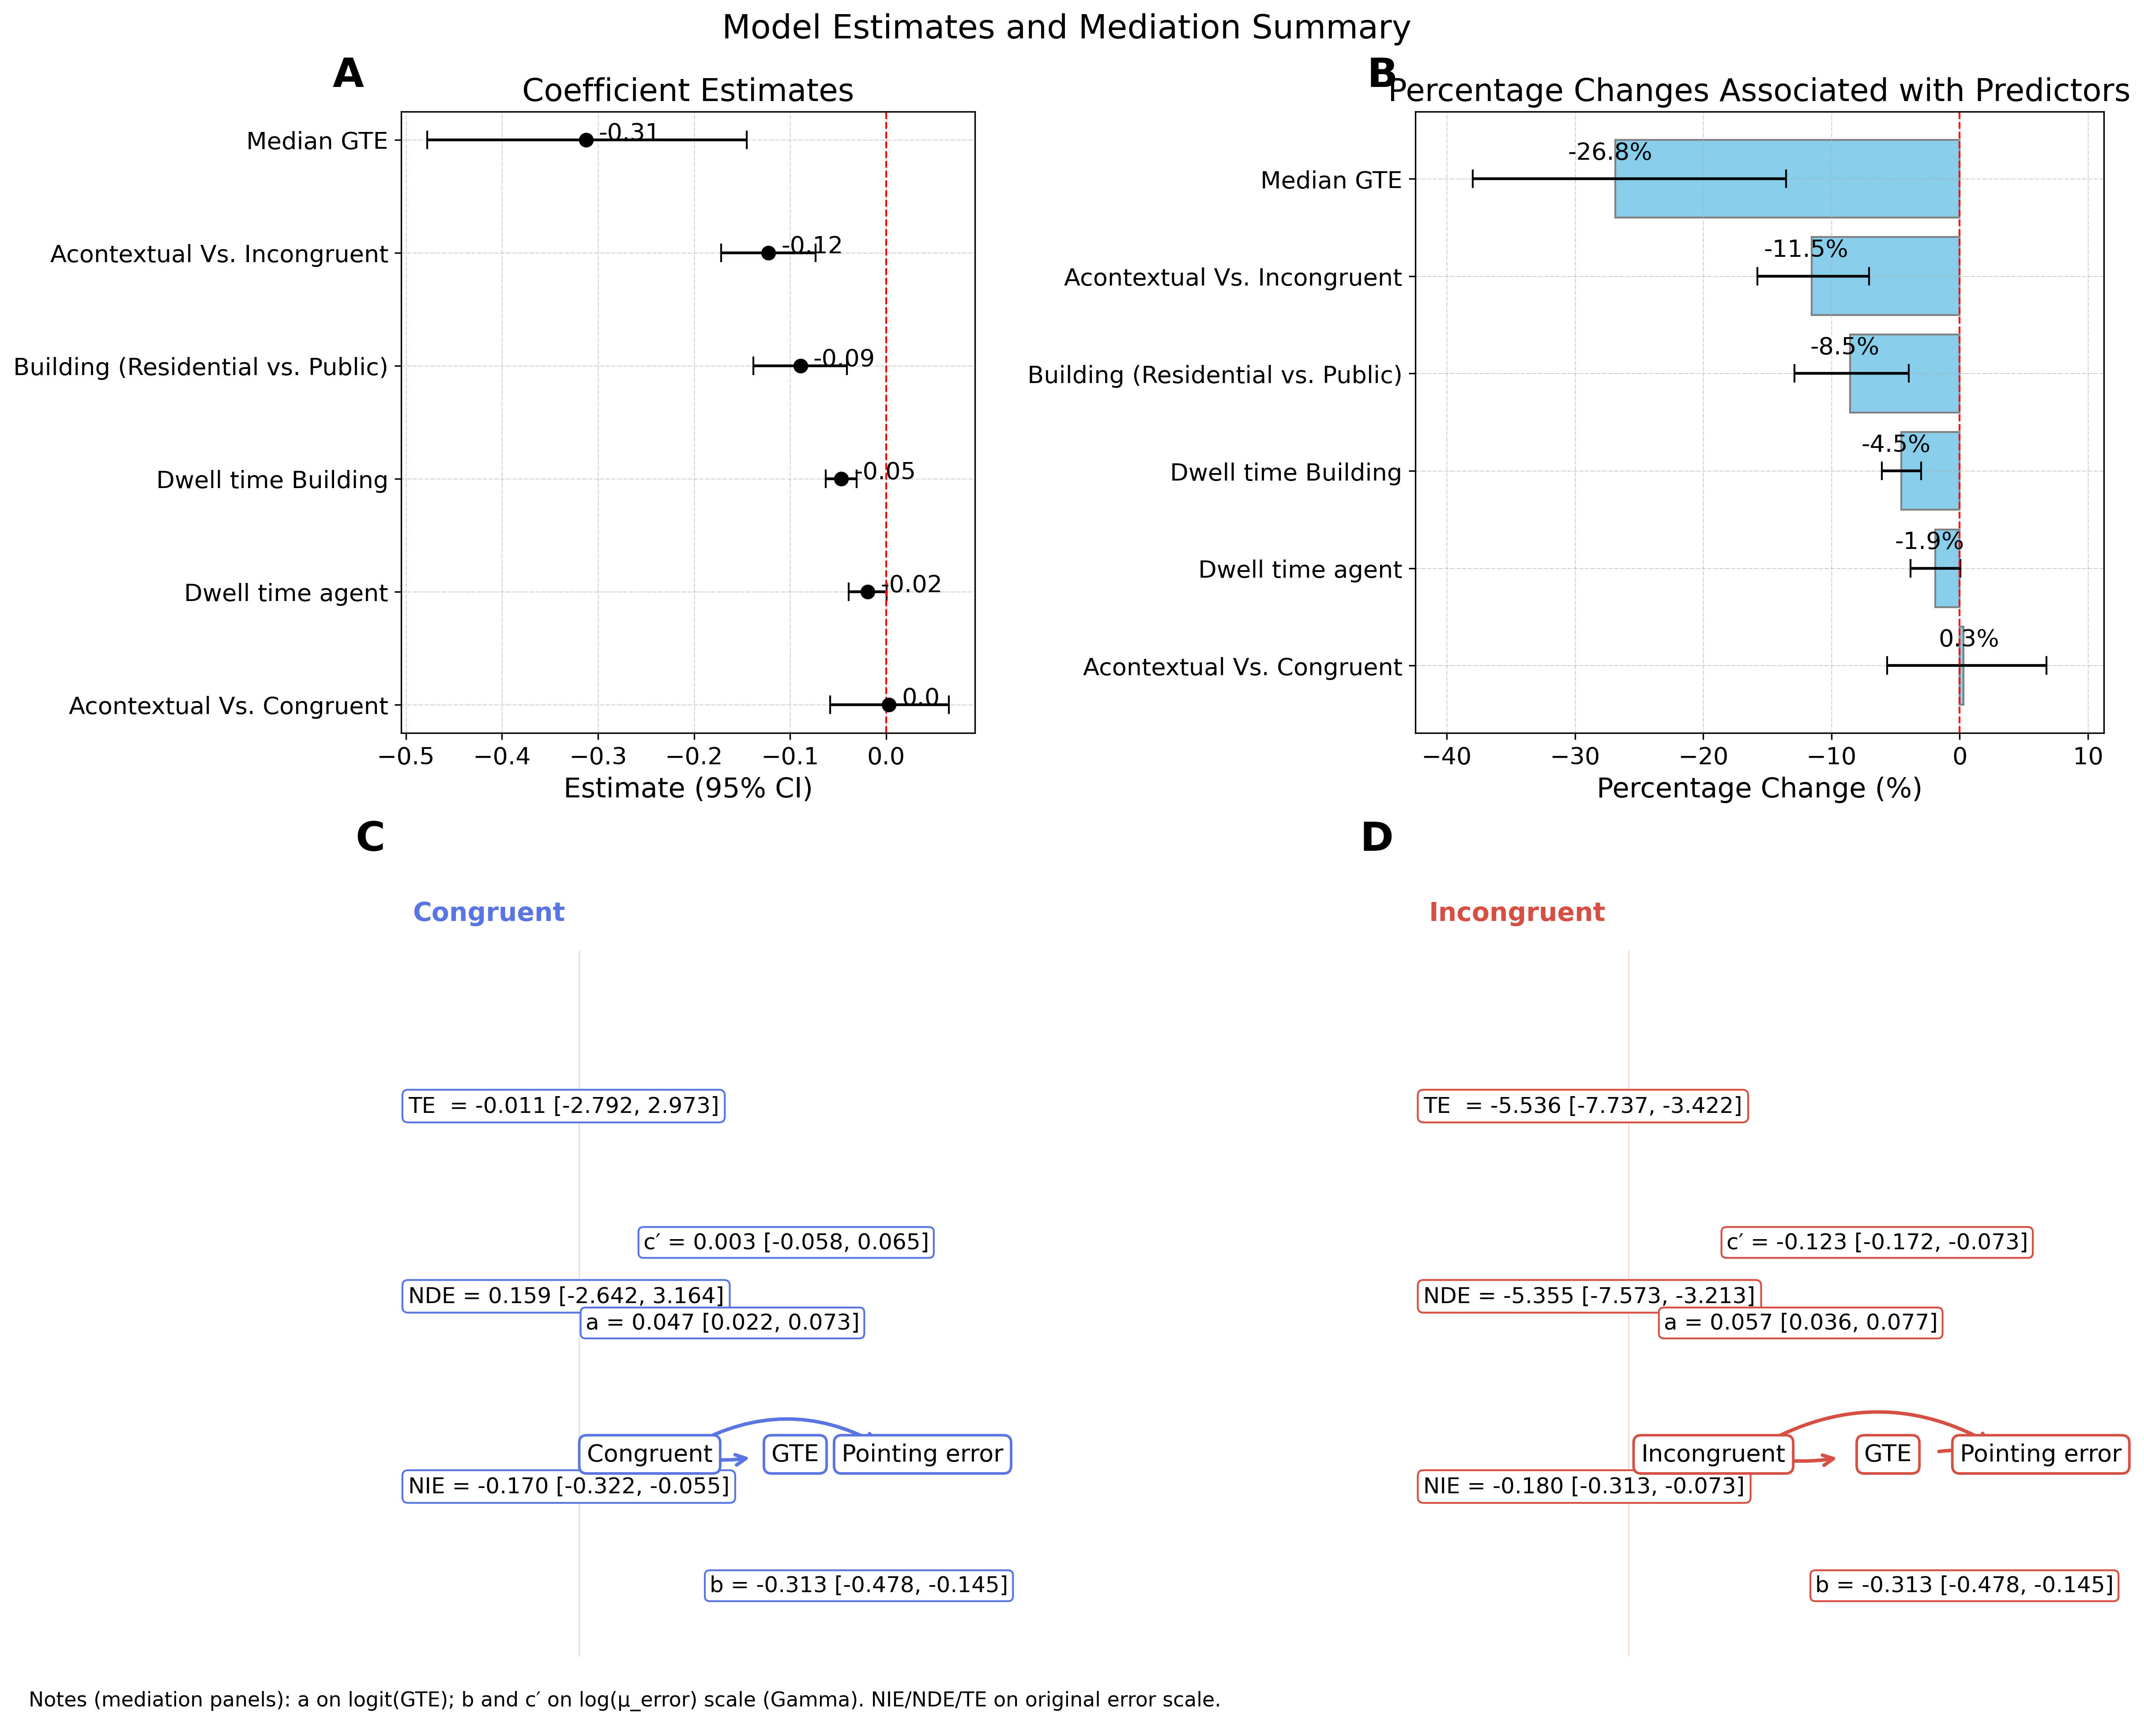 Model Estimates and Mediation Summary
A
Coefficient Estimates
Median GTE
-0.31
Acontextual Vs. Incongruent
-0.12
Building (Residential vs. Public)
-0.09
Dwell time Building
-0.05
Dwell time agent
-0.02
Acontextual Vs. Congruent
0.0
−0.5 −0.4 −0.3 −0.2 −0.1 0.0
Estimate (95% CI)
B
Percentage Changes Associated with Predictors
Median GTE
-26.8%
Acontextual Vs. Incongruent
-11.5%
Building (Residential vs. Public)
-8.5%
Dwell time Building
-4.5%
Dwell time agent
-1.9%
Acontextual Vs. Congruent
0.3%
−40 −30 −20 −10 0 10
Percentage Change (%)
C
Congruent
TE = -0.011 [-2.792, 2.973]
c′ = 0.003 [-0.058, 0.065]
NDE = 0.159 [-2.642, 3.164]
a = 0.047 [0.022, 0.073]
Congruent GTE Pointing error
NIE = -0.170 [-0.322, -0.055]
b = -0.313 [-0.478, -0.145]
D
Incongruent
TE = -5.536 [-7.737, -3.422]
c′ = -0.123 [-0.172, -0.073]
NDE = -5.355 [-7.573, -3.213]
a = 0.057 [0.036, 0.077]
Incongruent GTE Pointing error
NIE = -0.180 [-0.313, -0.073]
b = -0.313 [-0.478, -0.145]
Notes (mediation panels): a on logit(GTE); b and c′ on log(μ_error) scale (Gamma). NIE/NDE/TE on original error scale.